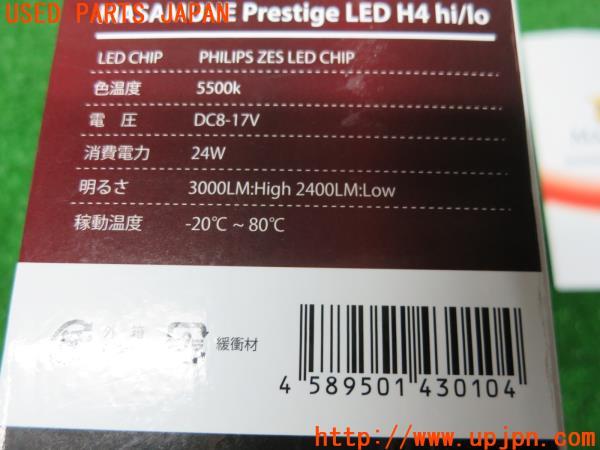 USED PARTS JAPAN
Prestige LED H4 hi/lo
LED CHIP PHILIPS ZES LED CHIP
色温度 5500k
電 圧 DC8-17V
消費電力 24W
明るさ 3000LM:High 2400LM:Low
稼動温度 -20℃ ~ 80℃
外 箱 緩衝材
4 589501 430104
http://www.upjpn.com